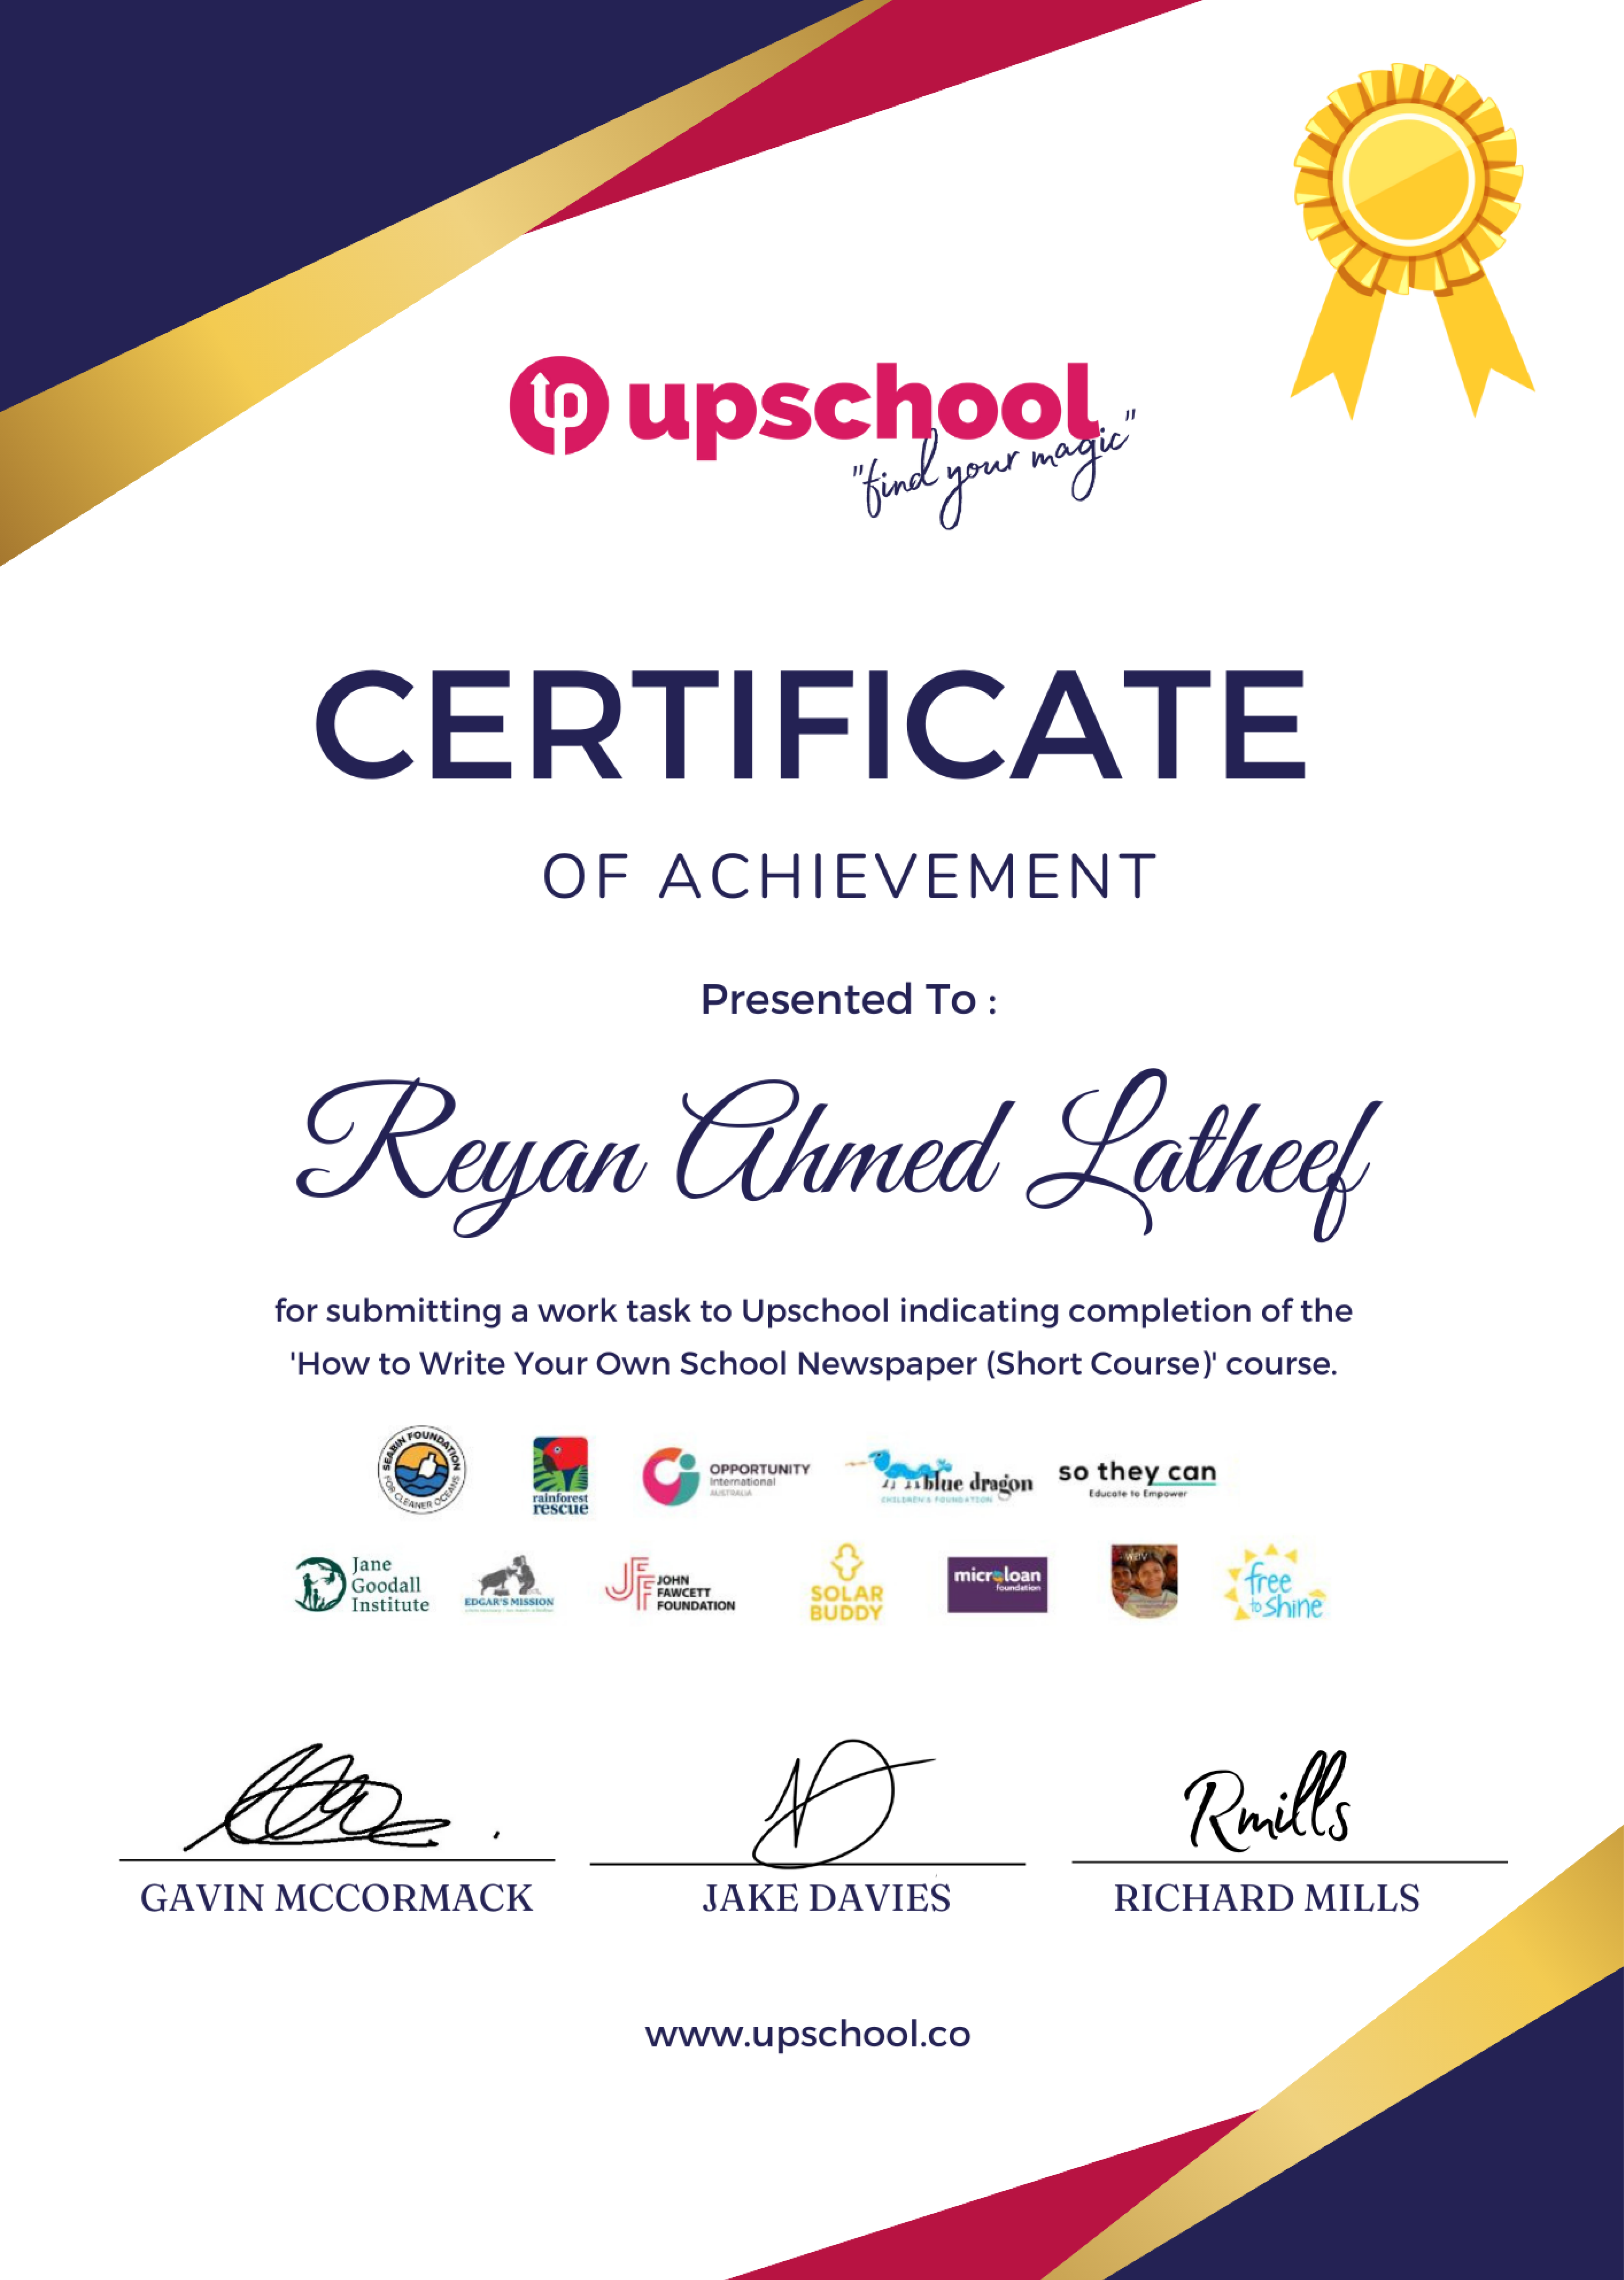 upschool
"find your magic"
CERTIFICATE
OF ACHIEVEMENT
Presented To :
Reyan Ahmed Latheef
for submitting a work task to Upschool indicating completion of the
'How to Write Your Own School Newspaper (Short Course)' course.
SEABIN FOUNDATION
FOR CLEANER OCEANS
rainforest
rescue
OPPORTUNITY
International
AUSTRALIA
blue dragon
CHILDREN'S FOUNDATION
so they can
Educate to Empower
Jane
Goodall
Institute
EDGAR'S MISSION
JFF JOHN
FAWCETT
FOUNDATION
SOLAR
BUDDY
microloan
foundation
free
to shine
Rmills
GAVIN MCCORMACK
JAKE DAVIES
RICHARD MILLS
www.upschool.co